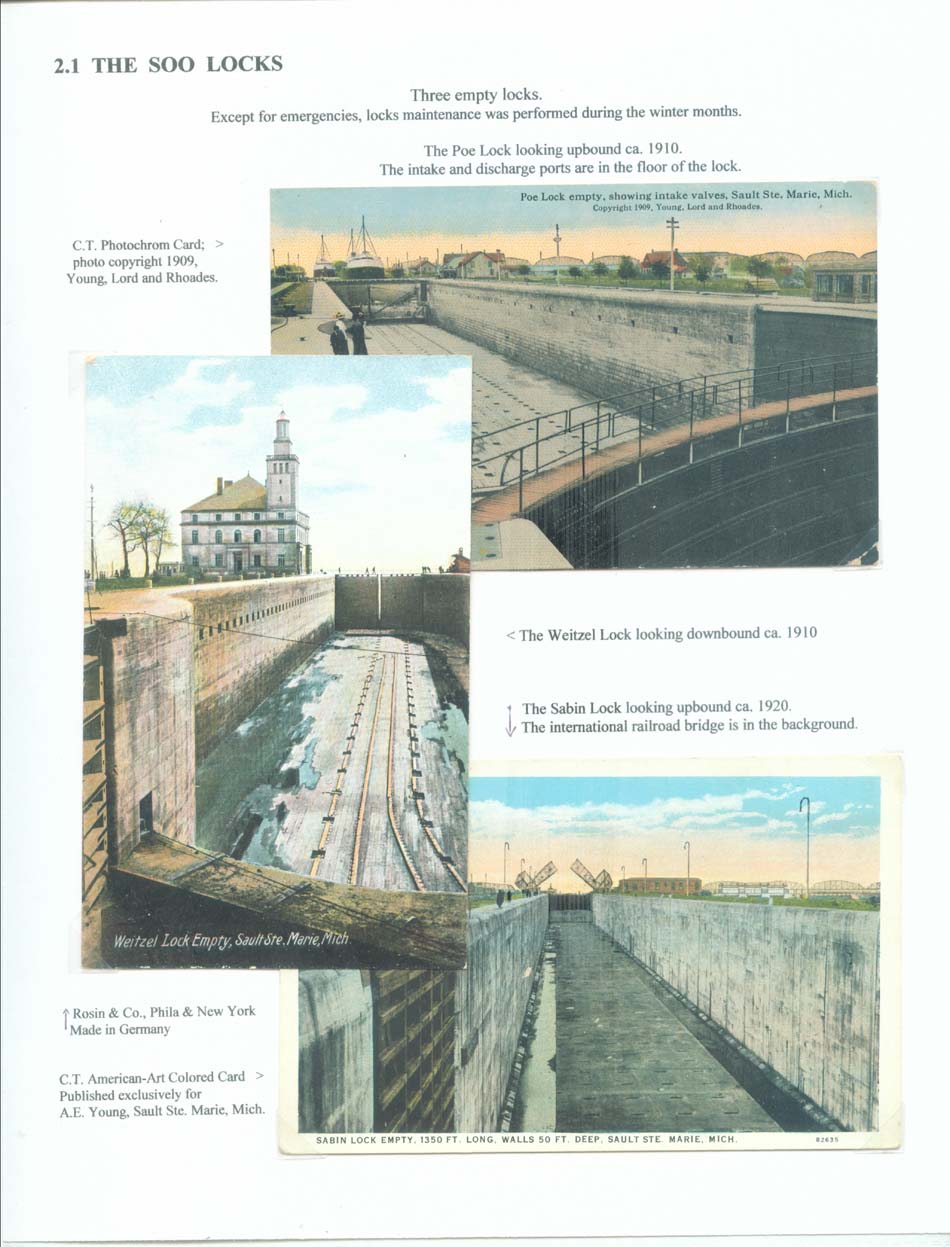 2.1 THE SOO LOCKS
Three empty locks.
Except for emergencies, locks maintenance was performed during the winter months.
The Poe Lock looking upbound ca. 1910.
The intake and discharge ports are in the floor of the lock.
Poe Lock empty, showing intake valves, Sault Ste. Marie, Mich.
Copyright 1909, Young, Lord and Rhoades.
C.T. Photochrom Card; >
photo copyright 1909,
Young, Lord and Rhoades.
< The Weitzel Lock looking downbound ca. 1910
The Sabin Lock looking upbound ca. 1920.
The international railroad bridge is in the background.
Weitzel Lock Empty, Sault Ste. Marie, Mich.
Rosin & Co., Phila & New York
Made in Germany
C.T. American-Art Colored Card >
Published exclusively for
A.E. Young, Sault Ste. Marie, Mich.
SABIN LOCK EMPTY, 1350 FT. LONG, WALLS 50 FT. DEEP, SAULT STE. MARIE, MICH.
82635